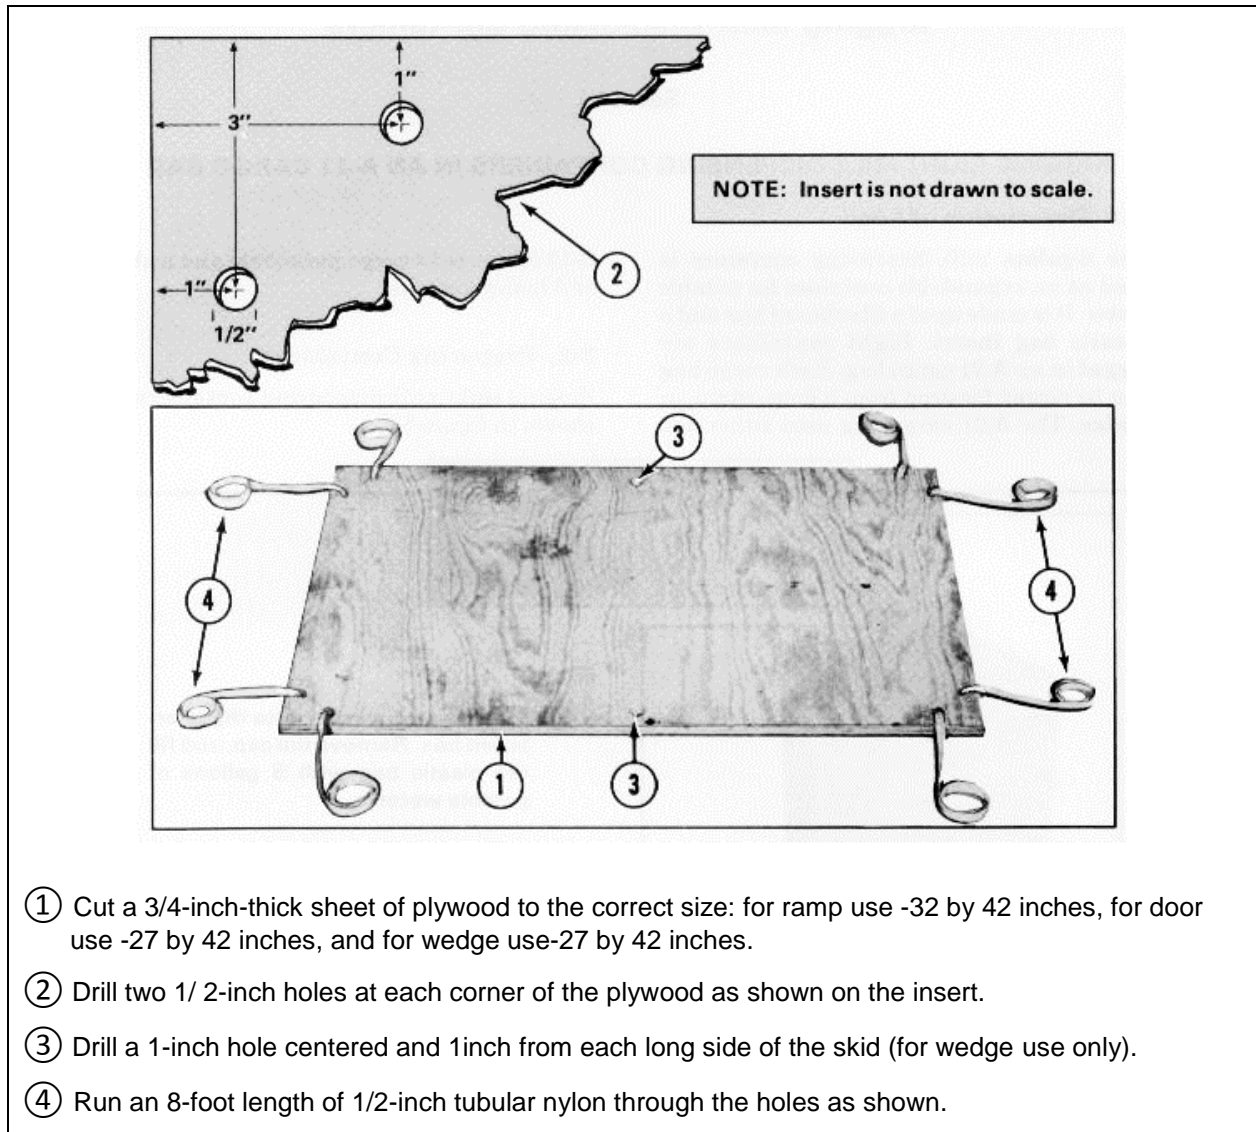 1"
3"
NOTE: Insert is not drawn to scale.
2
1"
1/2"
3
4
4
1
3
① Cut a 3/4-inch-thick sheet of plywood to the correct size: for ramp use -32 by 42 inches, for door
use -27 by 42 inches, and for wedge use-27 by 42 inches.
② Drill two 1/ 2-inch holes at each corner of the plywood as shown on the insert.
③ Drill a 1-inch hole centered and 1inch from each long side of the skid (for wedge use only).
④ Run an 8-foot length of 1/2-inch tubular nylon through the holes as shown.